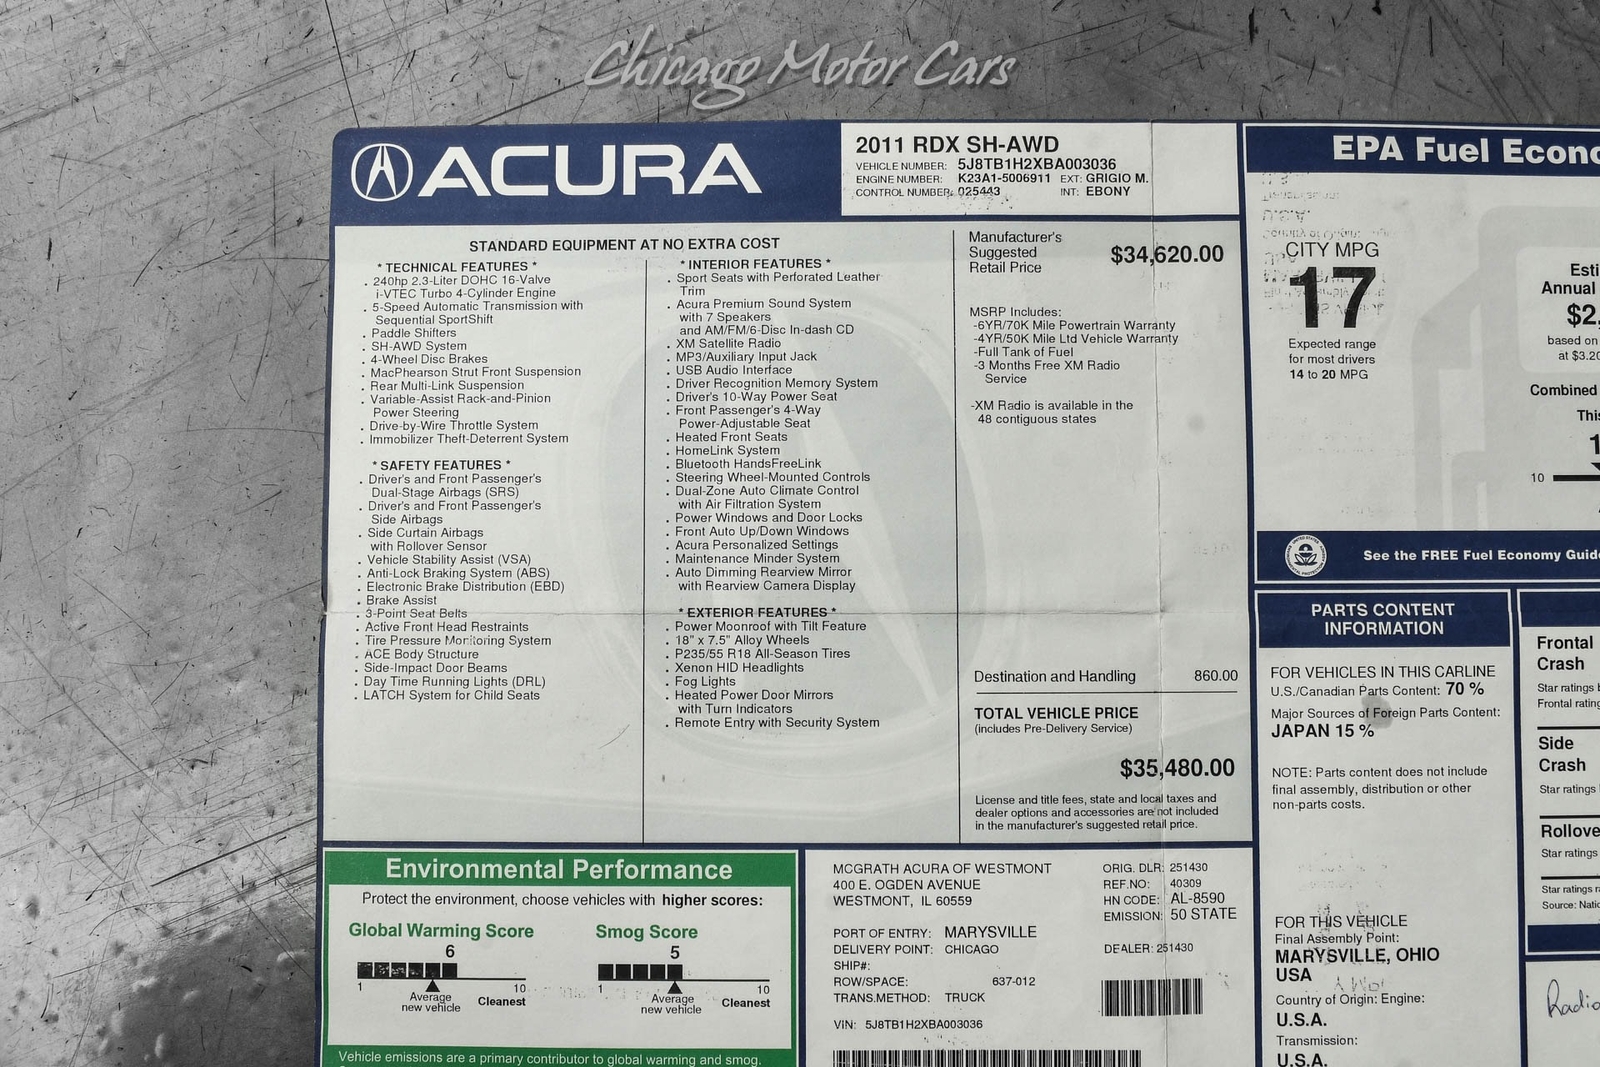 Chicago Motor Cars
ACURA
2011 RDX SH-AWD
VEHICLE NUMBER: 5J8TB1H2XBA003036
ENGINE NUMBER: K23A1-5006911 EXT: GRIGIO M.
CONTROL NUMBER: 025443 INT: EBONY
STANDARD EQUIPMENT AT NO EXTRA COST
* TECHNICAL FEATURES *
. 240hp 2.3-Liter DOHC 16-Valve
i-VTEC Turbo 4-Cylinder Engine
. 5-Speed Automatic Transmission with
Sequential SportShift
. Paddle Shifters
. SH-AWD System
. 4-Wheel Disc Brakes
. MacPhearson Strut Front Suspension
. Rear Multi-Link Suspension
. Variable-Assist Rack-and-Pinion
Power Steering
. Drive-by-Wire Throttle System
. Immobilizer Theft-Deterrent System
* SAFETY FEATURES *
. Driver's and Front Passenger's
Dual-Stage Airbags (SRS)
. Driver's and Front Passenger's
Side Airbags
. Side Curtain Airbags
with Rollover Sensor
. Vehicle Stability Assist (VSA)
. Anti-Lock Braking System (ABS)
. Electronic Brake Distribution (EBD)
. Brake Assist
. 3-Point Seat Belts
. Active Front Head Restraints
. Tire Pressure Monitoring System
. ACE Body Structure
. Side-Impact Door Beams
. Day Time Running Lights (DRL)
. LATCH System for Child Seats
* INTERIOR FEATURES *
. Sport Seats with Perforated Leather
Trim
. Acura Premium Sound System
with 7 Speakers
and AM/FM/6-Disc In-dash CD
. XM Satellite Radio
. MP3/Auxiliary Input Jack
. USB Audio Interface
. Driver Recognition Memory System
. Driver's 10-Way Power Seat
. Front Passenger's 4-Way
Power-Adjustable Seat
. Heated Front Seats
. HomeLink System
. Bluetooth HandsFreeLink
. Steering Wheel-Mounted Controls
. Dual-Zone Auto Climate Control
with Air Filtration System
. Power Windows and Door Locks
. Front Auto Up/Down Windows
. Acura Personalized Settings
. Maintenance Minder System
. Auto Dimming Rearview Mirror
with Rearview Camera Display
* EXTERIOR FEATURES *
. Power Moonroof with Tilt Feature
. 18" x 7.5" Alloy Wheels
. P235/55 R18 All-Season Tires
. Xenon HID Headlights
. Fog Lights
. Heated Power Door Mirrors
with Turn Indicators
. Remote Entry with Security System
Manufacturer's
Suggested
Retail Price $34,620.00
MSRP Includes:
-6YR/70K Mile Powertrain Warranty
-4YR/50K Mile Ltd Vehicle Warranty
-Full Tank of Fuel
-3 Months Free XM Radio
Service
-XM Radio is available in the
48 contiguous states
Destination and Handling 860.00
TOTAL VEHICLE PRICE
(includes Pre-Delivery Service)
$35,480.00
License and title fees, state and local taxes and
dealer options and accessories are not included
in the manufacturer's suggested retail price.
EPA Fuel Econo
CITY MPG
17
Expected range
for most drivers
14 to 20 MPG
Esti
Annual
$2,
based on
at $3.20
Combined
This
1
10
See the FREE Fuel Economy Guide
PARTS CONTENT
INFORMATION
FOR VEHICLES IN THIS CARLINE
U.S./Canadian Parts Content: 70 %
Major Sources of Foreign Parts Content:
JAPAN 15 %
NOTE: Parts content does not include
final assembly, distribution or other
non-parts costs.
FOR THIS VEHICLE
Final Assembly Point:
MARYSVILLE, OHIO
USA
Country of Origin: Engine:
U.S.A.
Transmission:
U.S.A.
Frontal
Crash
Star ratings b
Frontal rating
Side
Crash
Star ratings
Rollove
Star ratings
Star ratings ra
Source: Natio
Radio
Environmental Performance
Protect the environment, choose vehicles with higher scores:
Global Warming Score
6
1 10
Average
new vehicle
Cleanest
Smog Score
5
1 10
Average
new vehicle
Cleanest
Vehicle emissions are a primary contributor to global warming and smog.
MCGRATH ACURA OF WESTMONT
400 E. OGDEN AVENUE
WESTMONT, IL 60559
PORT OF ENTRY: MARYSVILLE
DELIVERY POINT: CHICAGO
SHIP#:
ROW/SPACE: 637-012
TRANS.METHOD: TRUCK
VIN: 5J8TB1H2XBA003036
ORIG. DLR: 251430
REF.NO: 40309
HN CODE: AL-8590
EMISSION: 50 STATE
DEALER: 251430